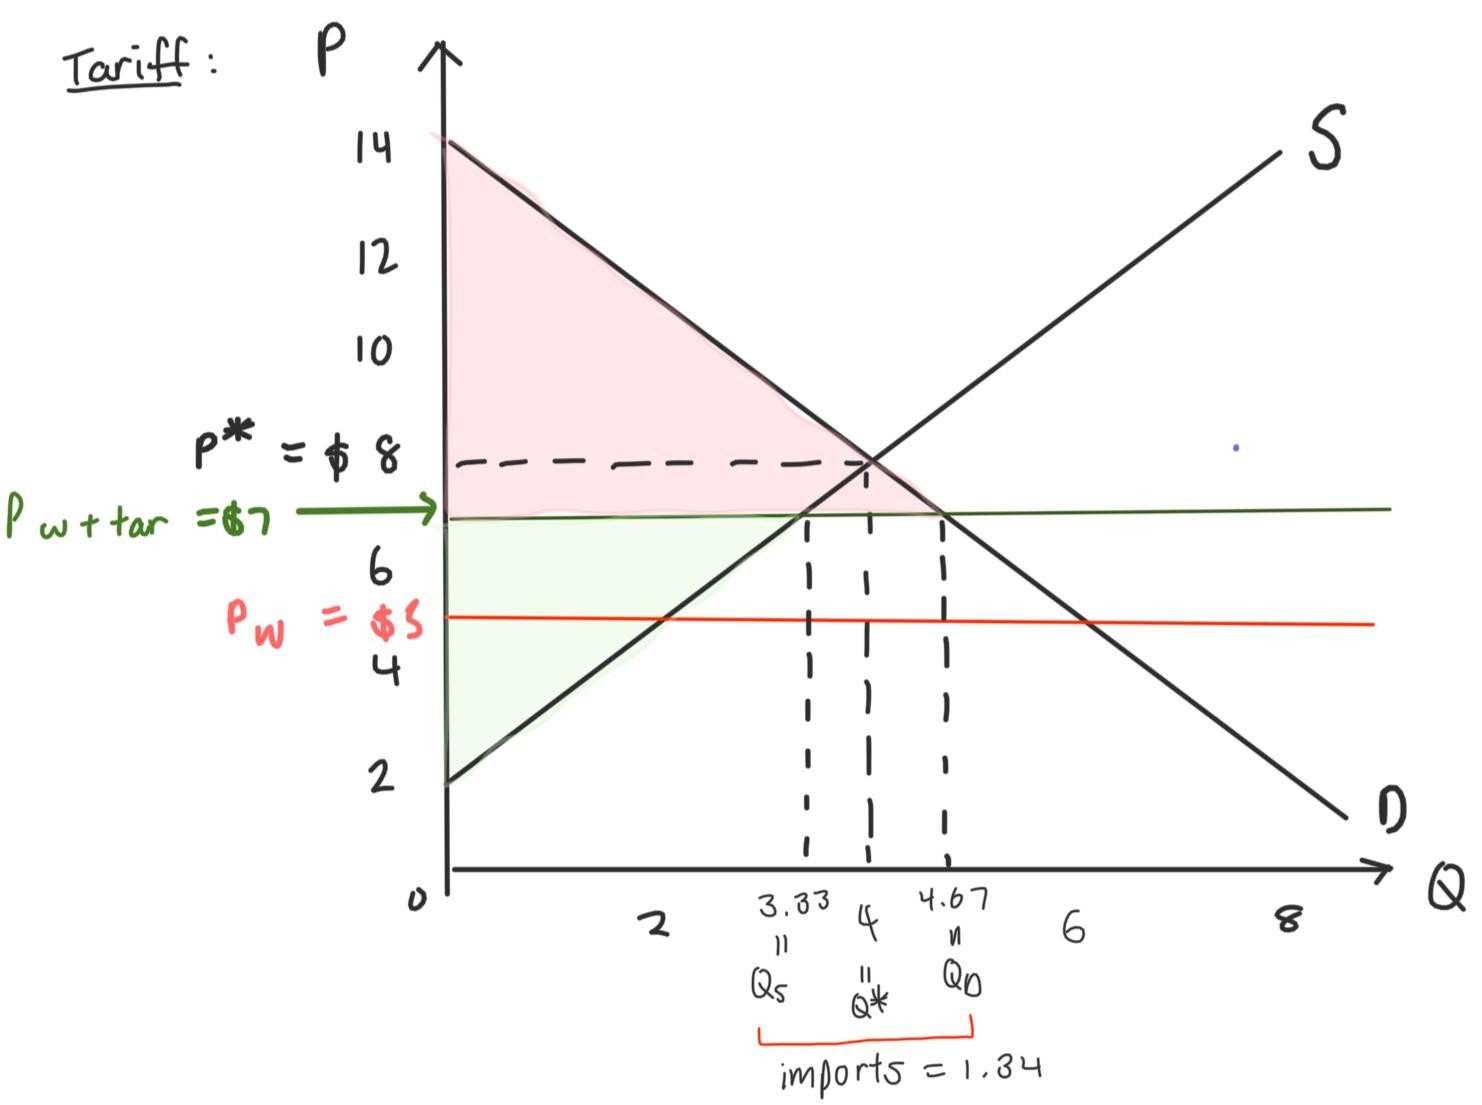 Tariff:
P
S
14
12
10
P* = $ 8
P w + tar = $7
6
Pw = $5
4
2
D
0
Q
2
3.33
4
4.67
6
8
=
=
=
Qs
Q*
QD
imports = 1.34